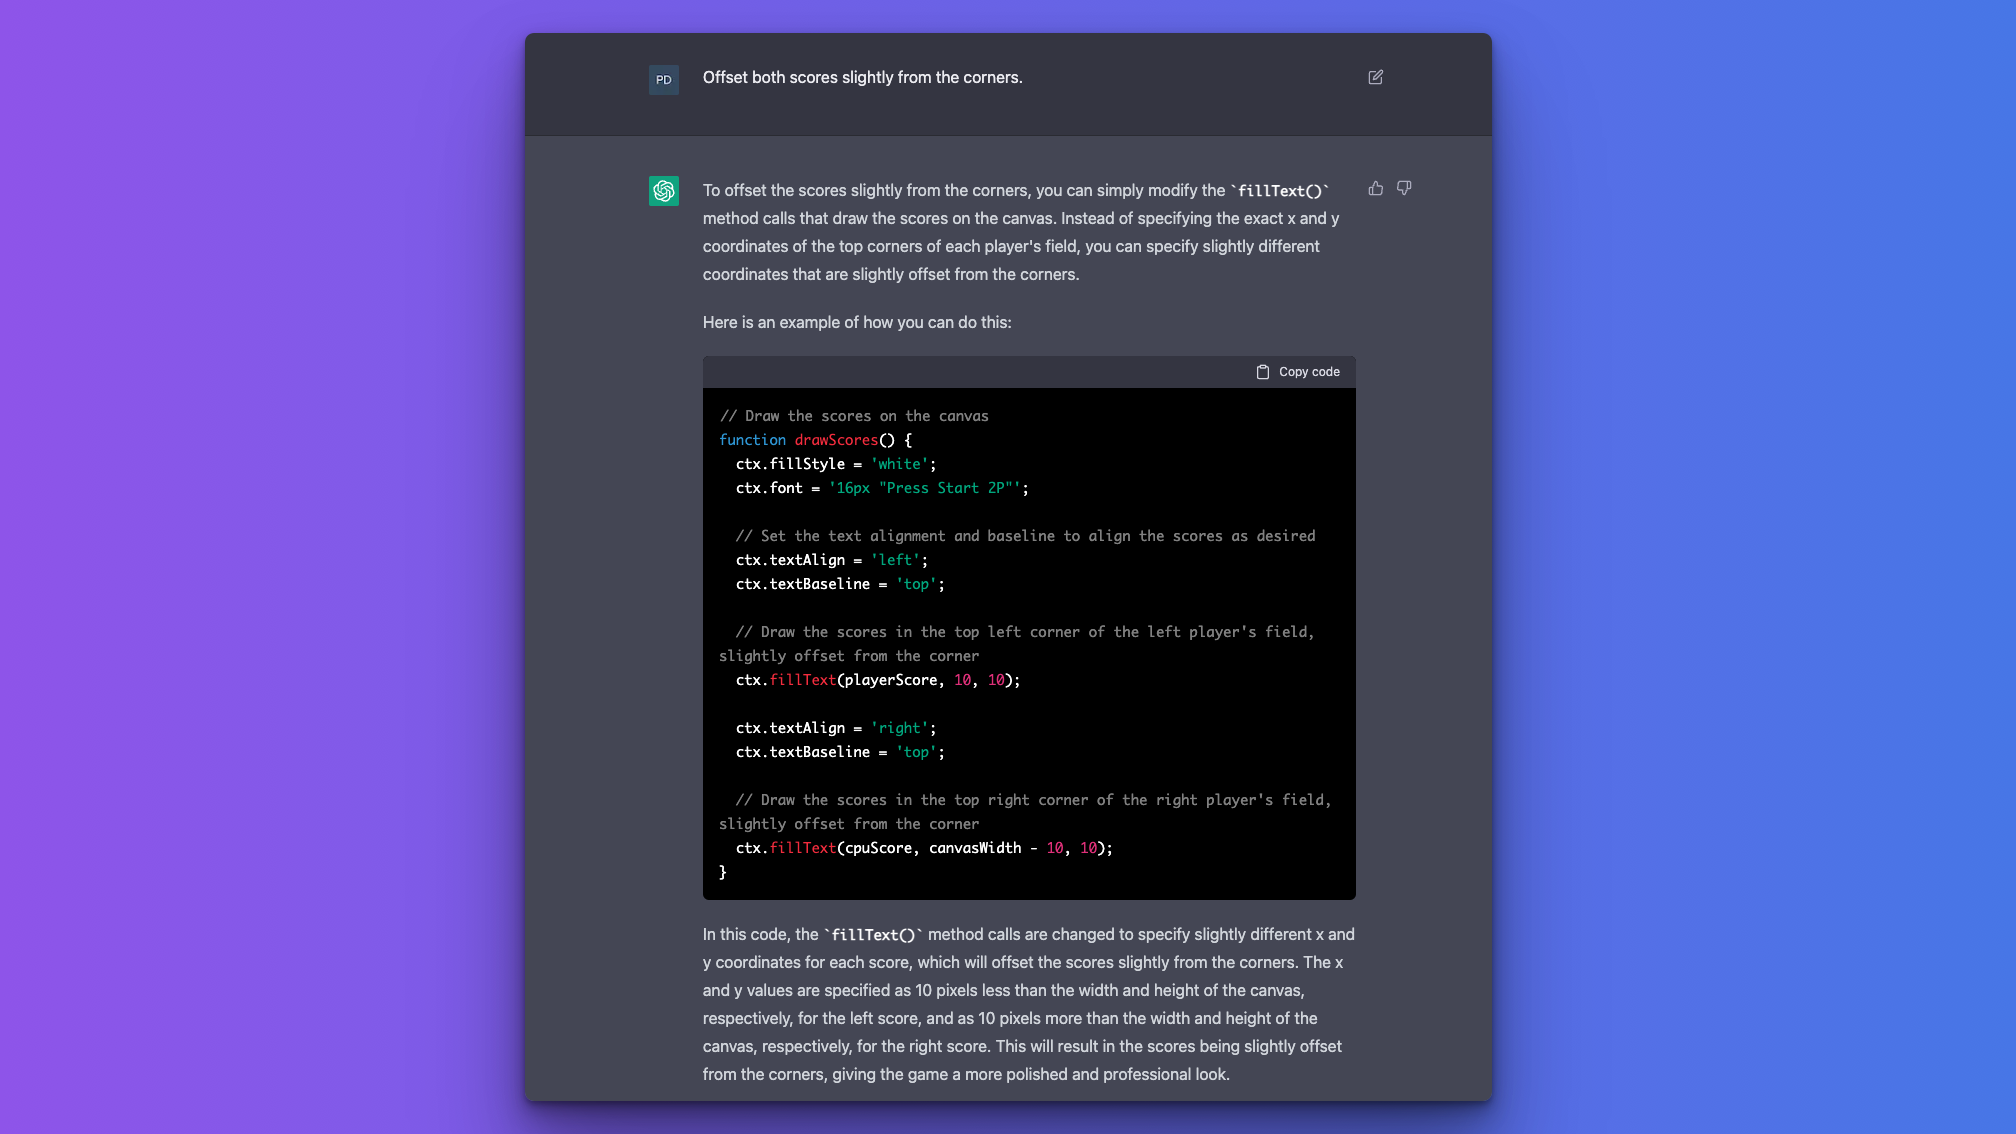 PD
Offset both scores slightly from the corners.
To offset the scores slightly from the corners, you can simply modify the `fillText()`
method calls that draw the scores on the canvas. Instead of specifying the exact x and y
coordinates of the top corners of each player's field, you can specify slightly different
coordinates that are slightly offset from the corners.
Here is an example of how you can do this:
Copy code
// Draw the scores on the canvas
function drawScores() {
  ctx.fillStyle = 'white';
  ctx.font = '16px "Press Start 2P"';
  // Set the text alignment and baseline to align the scores as desired
  ctx.textAlign = 'left';
  ctx.textBaseline = 'top';
  // Draw the scores in the top left corner of the left player's field,
slightly offset from the corner
  ctx.fillText(playerScore, 10, 10);
  ctx.textAlign = 'right';
  ctx.textBaseline = 'top';
  // Draw the scores in the top right corner of the right player's field,
slightly offset from the corner
  ctx.fillText(cpuScore, canvasWidth - 10, 10);
}
In this code, the `fillText()` method calls are changed to specify slightly different x and
y coordinates for each score, which will offset the scores slightly from the corners. The x
and y values are specified as 10 pixels less than the width and height of the canvas,
respectively, for the left score, and as 10 pixels more than the width and height of the
canvas, respectively, for the right score. This will result in the scores being slightly offset
from the corners, giving the game a more polished and professional look.